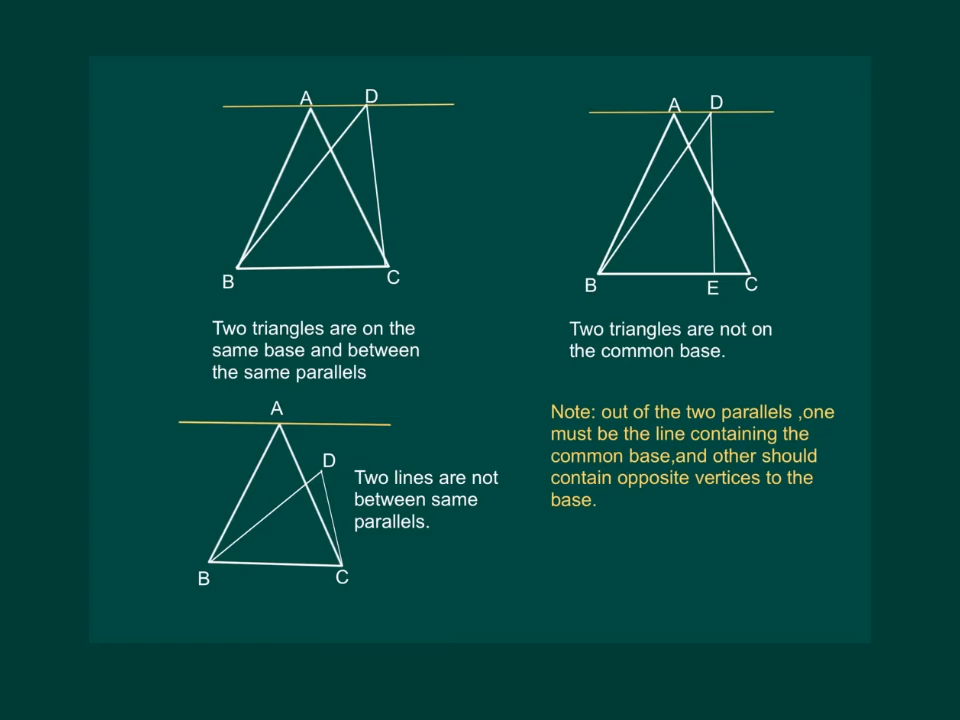 A D
B C
Two triangles are on the
same base and between
the same parallels
A D
B E C
Two triangles are not on
the common base.
A
D
B C
Two lines are not
between same
parallels.
Note: out of the two parallels ,one
must be the line containing the
common base,and other should
contain opposite vertices to the
base.